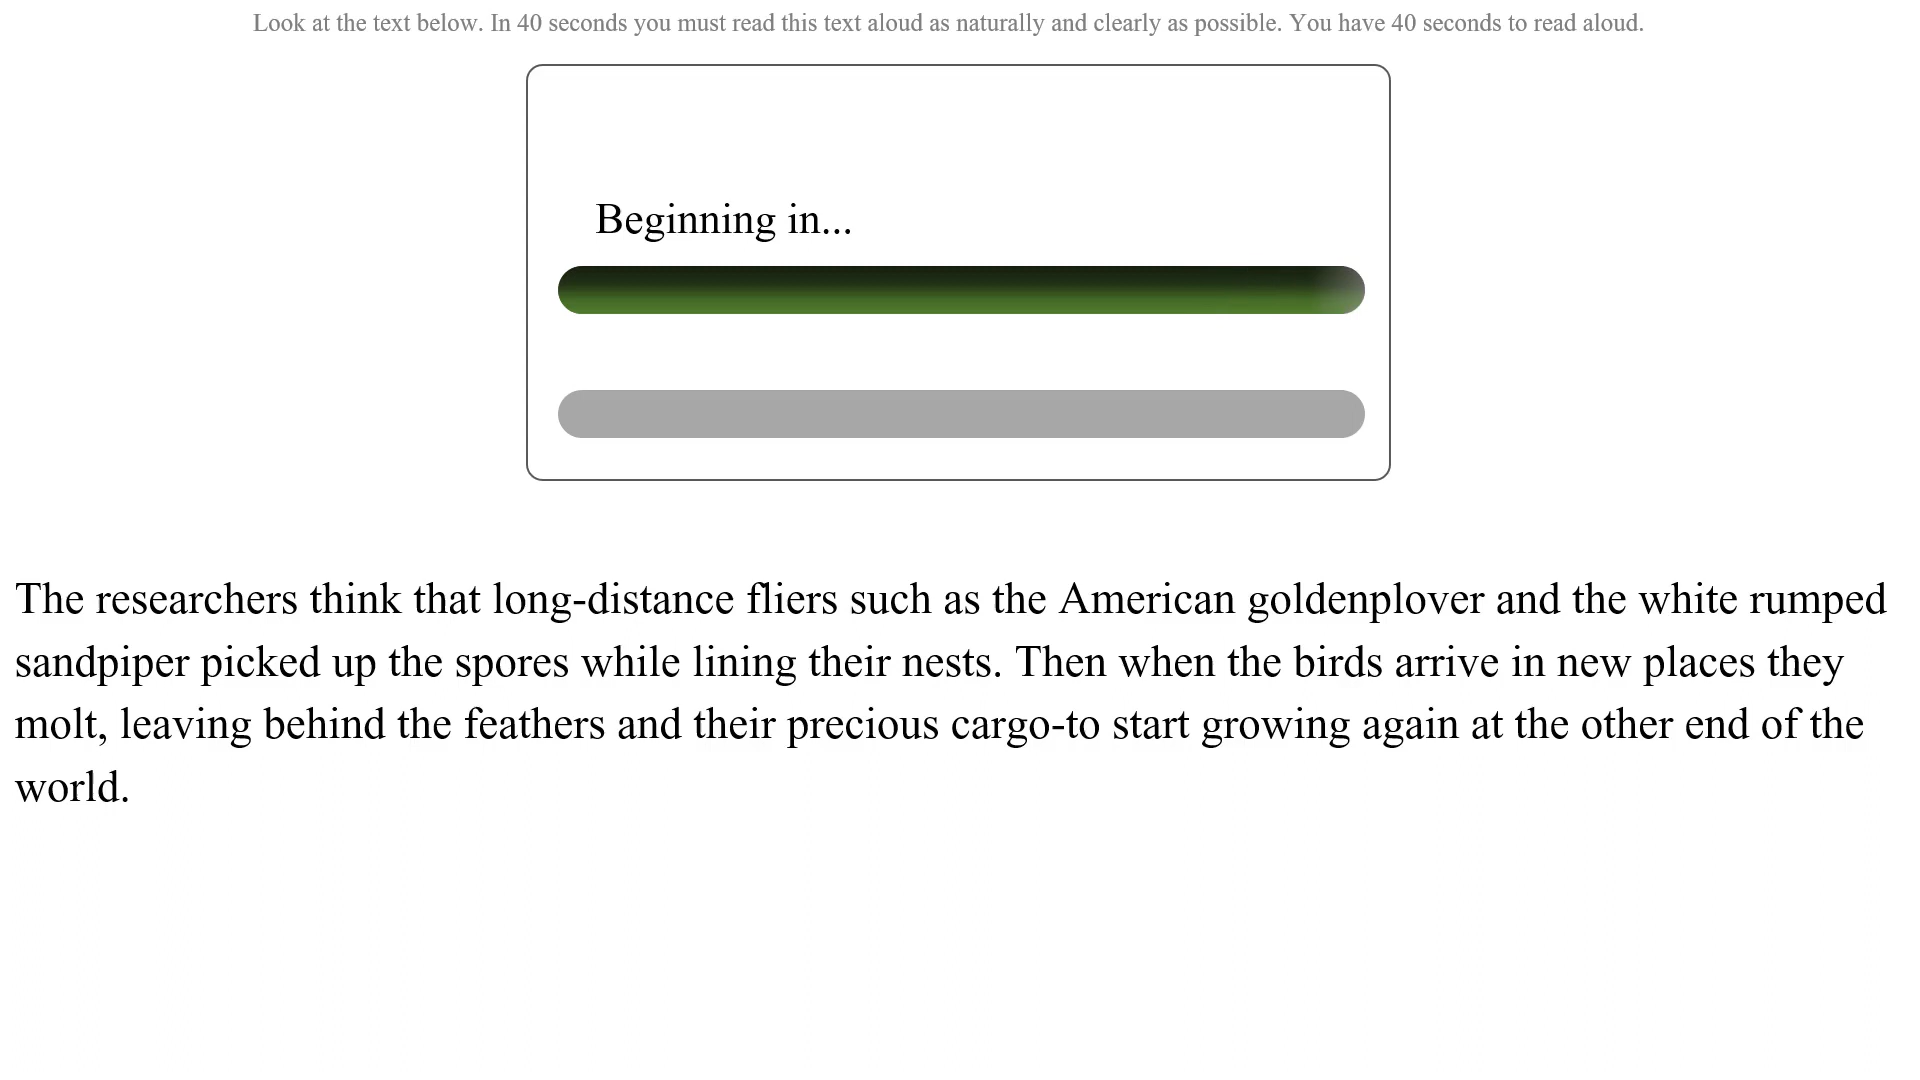 Look at the text below. In 40 seconds you must read this text aloud as naturally and clearly as possible. You have 40 seconds to read aloud.
Beginning in...
The researchers think that long-distance fliers such as the American goldenplover and the white rumped
sandpiper picked up the spores while lining their nests. Then when the birds arrive in new places they
molt, leaving behind the feathers and their precious cargo-to start growing again at the other end of the
world.